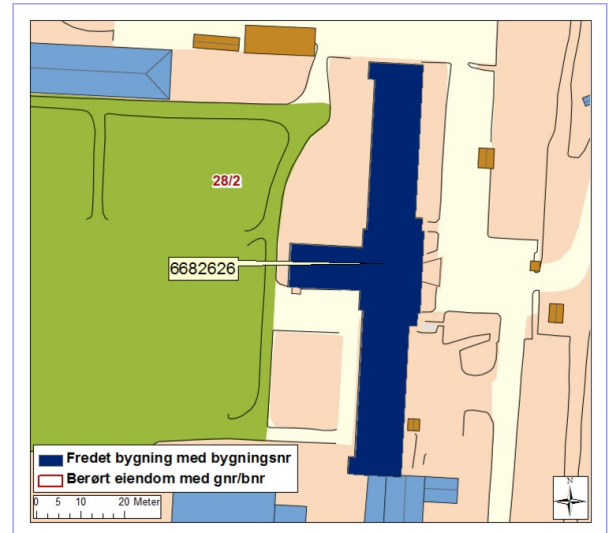 28/2
6682626
Fredet bygning med bygningsnr
Berørt eiendom med gnr/bnr
0 5 10 20 Meter
N